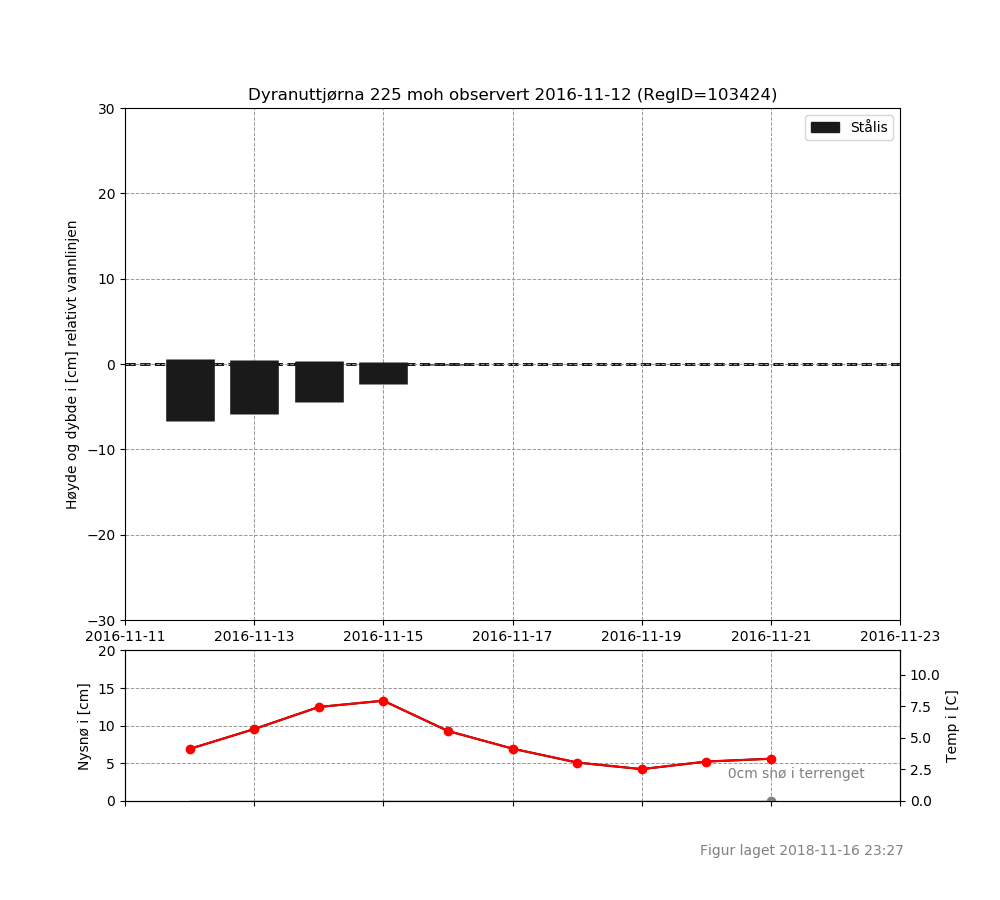 Dyranuttjørna 225 moh observert 2016-11-12 (RegID=103424)
Stålis
Høyde og dybde i [cm] relativt vannlinjen
30
20
10
0
−10
−20
−30
2016-11-11 2016-11-13 2016-11-15 2016-11-17 2016-11-19 2016-11-21 2016-11-23
Nysnø i [cm]
20
15
10
5
0
10.0
7.5
5.0
2.5
0.0
Temp i [C]
0cm snø i terrenget
Figur laget 2018-11-16 23:27